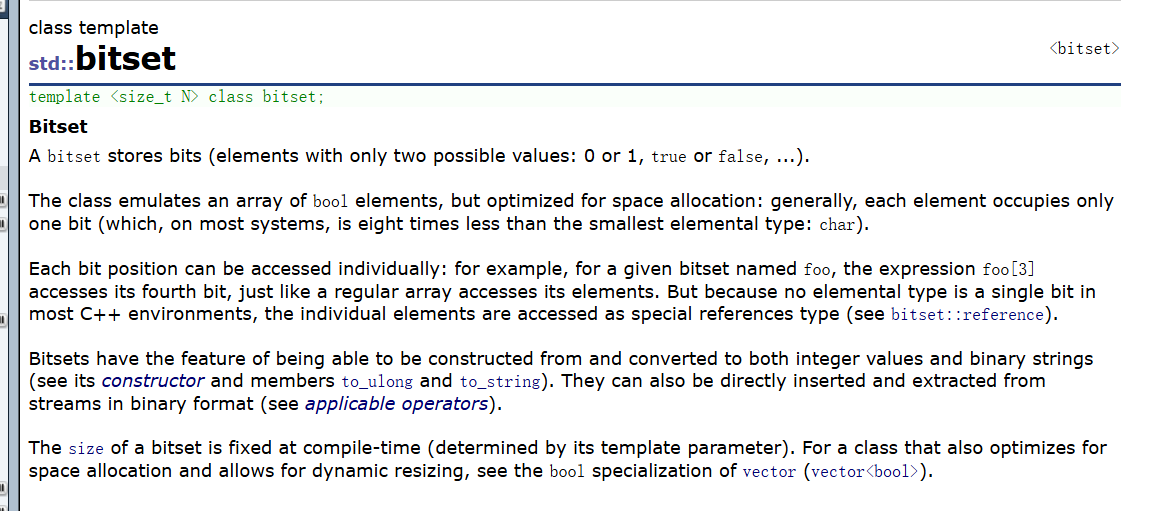 class template
std::bitset
<bitset>
template <size_t N> class bitset;
Bitset
A bitset stores bits (elements with only two possible values: 0 or 1, true or false, ...).
The class emulates an array of bool elements, but optimized for space allocation: generally, each element occupies only
one bit (which, on most systems, is eight times less than the smallest elemental type: char).
Each bit position can be accessed individually: for example, for a given bitset named foo, the expression foo[3]
accesses its fourth bit, just like a regular array accesses its elements. But because no elemental type is a single bit in
most C++ environments, the individual elements are accessed as special references type (see bitset::reference).
Bitsets have the feature of being able to be constructed from and converted to both integer values and binary strings
(see its constructor and members to_ulong and to_string). They can also be directly inserted and extracted from
streams in binary format (see applicable operators).
The size of a bitset is fixed at compile-time (determined by its template parameter). For a class that also optimizes for
space allocation and allows for dynamic resizing, see the bool specialization of vector (vector<bool>).